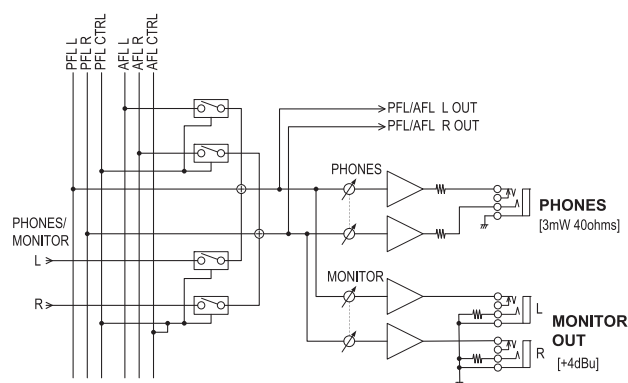 PFL L
PFL R
PFL CTRL
AFL L
AFL R
AFL CTRL
PFL/AFL L OUT
PFL/AFL R OUT
PHONES
PHONES
[3mW 40ohms]
PHONES/
MONITOR
L
R
MONITOR
L
R
MONITOR
OUT
[+4dBu]